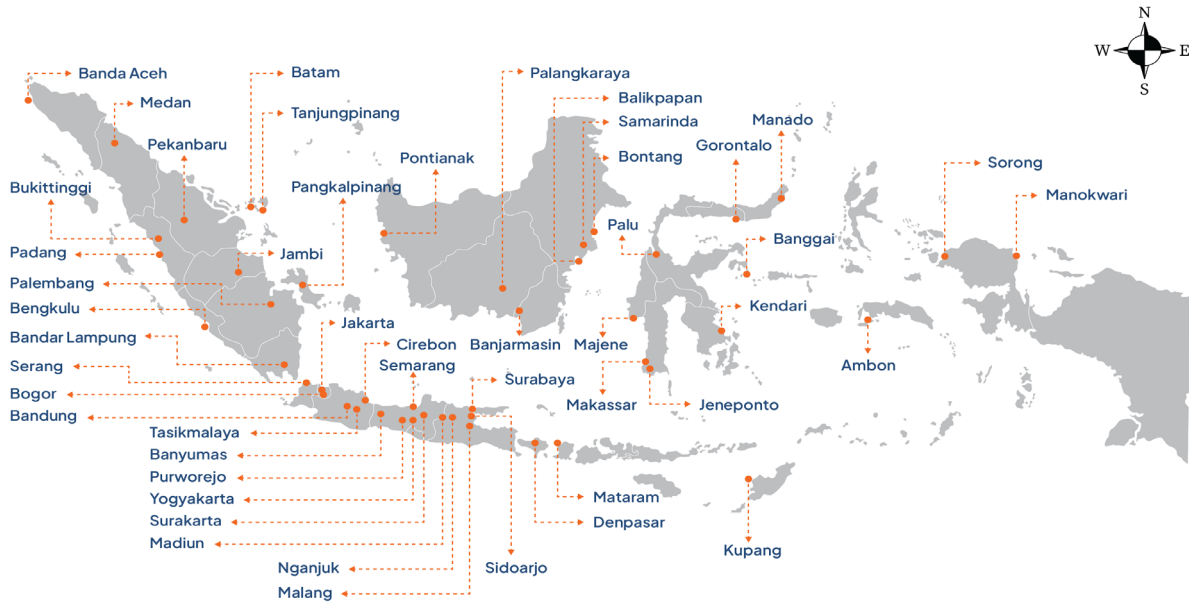 N
W E
S
Banda Aceh
Batam
Palangkaraya
Medan
Balikpapan
Tanjungpinang
Samarinda
Manado
Pekanbaru
Gorontalo
Pontianak
Bontang
Sorong
Bukittinggi
Pangkalpinang
Manokwari
Palu
Banggai
Padang
Jambi
Palembang
Bengkulu
Kendari
Jakarta
Bandar Lampung
Cirebon
Banjarmasin
Majene
Serang
Semarang
Ambon
Surabaya
Bogor
Makassar
Jeneponto
Bandung
Tasikmalaya
Banyumas
Purworejo
Yogyakarta
Mataram
Surakarta
Denpasar
Madiun
Kupang
Nganjuk
Sidoarjo
Malang